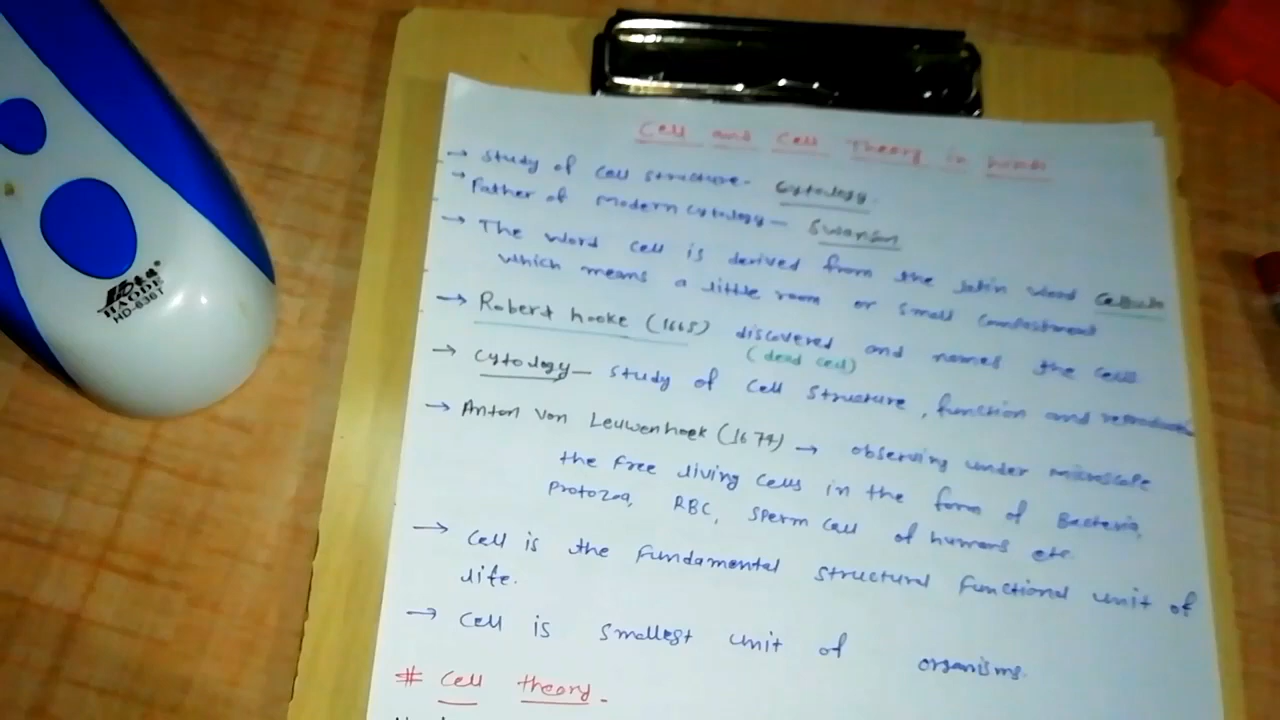 HAODE
HD-636T
Cell and Cell Theory in
→ Study of cell structure - Cytology.
→ Father of modern cytology - Swanson
→ The word cell is derived from the latin word
which means a little room or small
→ Robert hooke (1665) discovered and names the cell
(dead cell)
→ Cytology - study of cell structure, function and
→ Anton Von Leuwenhoek (1674) → observing under microscope
the free living cells in the form of Bacteria,
Protozoa, RBC, sperm cell of humans etc.
→ Cell is the fundamental structural functional unit of
life.
→ Cell is smallest unit of organisms.
# Cell theory -